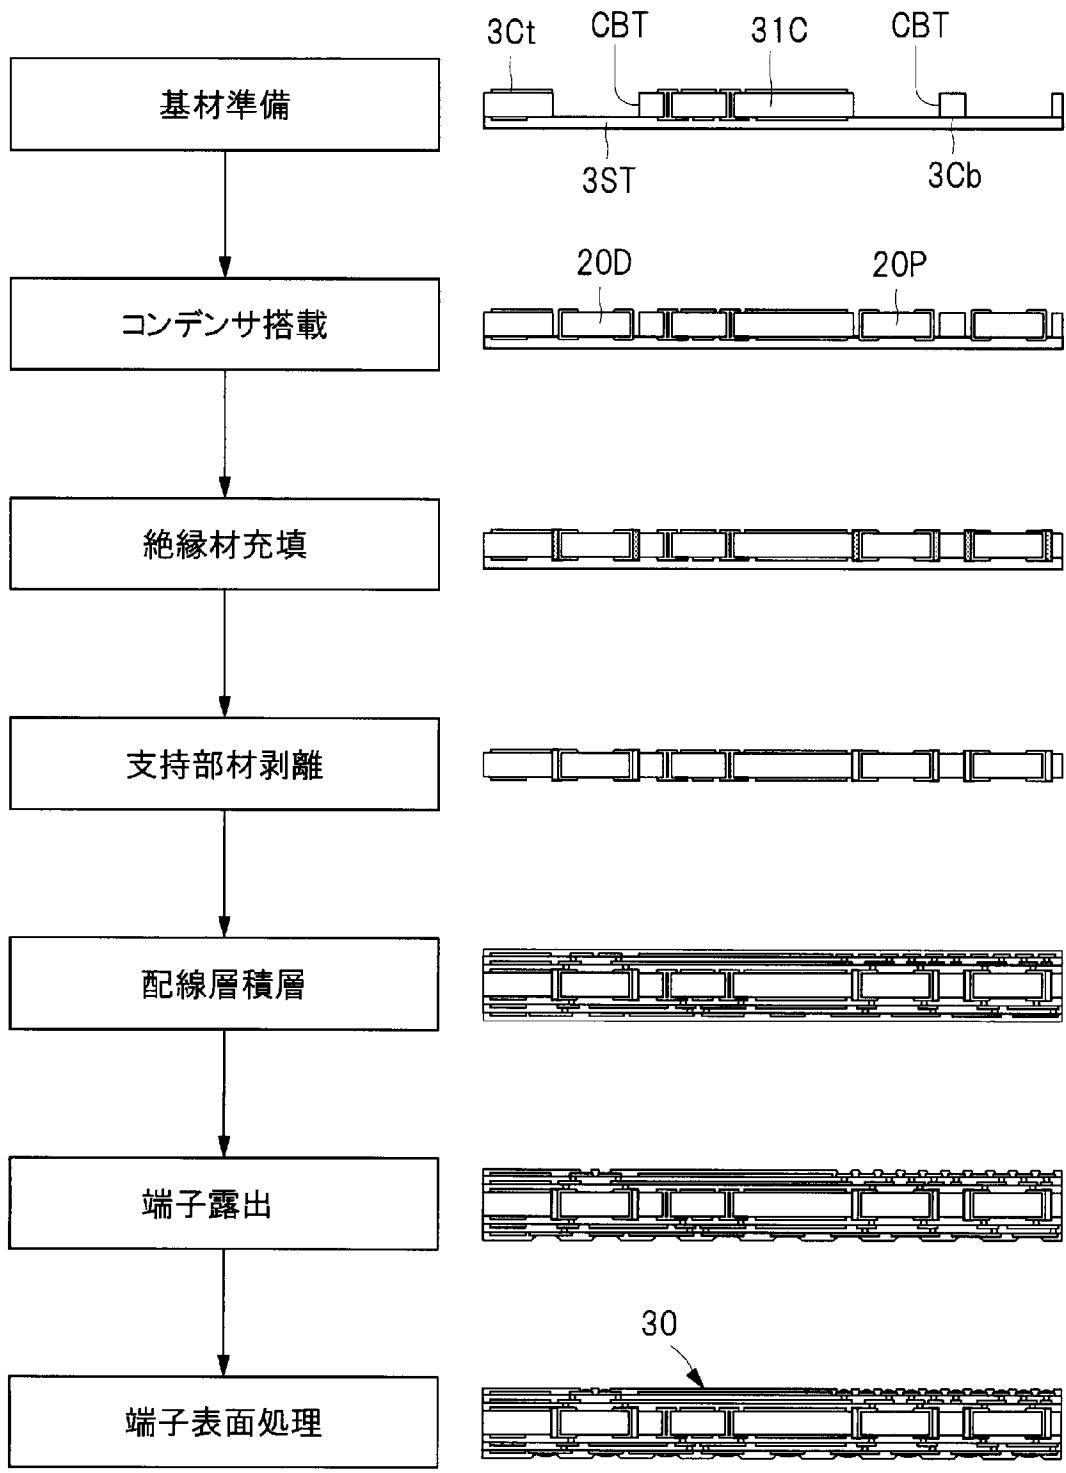 3Ct CBT 31C CBT
基材準備
3ST 3Cb
20D 20P
コンデンサ搭載
絶縁材充填
支持部材剥離
配線層積層
端子露出
30
端子表面処理